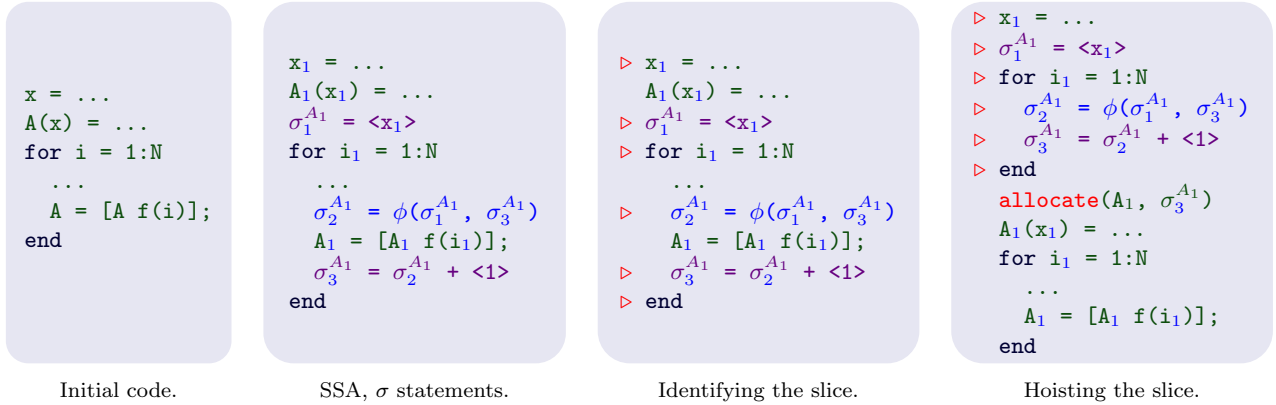 x = ...
A(x) = ...
for i = 1:N
...
A = [A f(i)];
end
Initial code.
x₁ = ...
A₁(x₁) = ...
σ₁^{A₁} = <x₁>
for i₁ = 1:N
...
σ₂^{A₁} = ϕ(σ₁^{A₁}, σ₃^{A₁})
A₁ = [A₁ f(i₁)];
σ₃^{A₁} = σ₂^{A₁} + <1>
end
SSA, σ statements.
▷ x₁ = ...
A₁(x₁) = ...
▷ σ₁^{A₁} = <x₁>
▷ for i₁ = 1:N
...
▷ σ₂^{A₁} = ϕ(σ₁^{A₁}, σ₃^{A₁})
A₁ = [A₁ f(i₁)];
▷ σ₃^{A₁} = σ₂^{A₁} + <1>
▷ end
Identifying the slice.
▷ x₁ = ...
▷ σ₁^{A₁} = <x₁>
▷ for i₁ = 1:N
▷ σ₂^{A₁} = ϕ(σ₁^{A₁}, σ₃^{A₁})
▷ σ₃^{A₁} = σ₂^{A₁} + <1>
▷ end
allocate(A₁, σ₃^{A₁})
A₁(x₁) = ...
for i₁ = 1:N
...
A₁ = [A₁ f(i₁)];
end
Hoisting the slice.